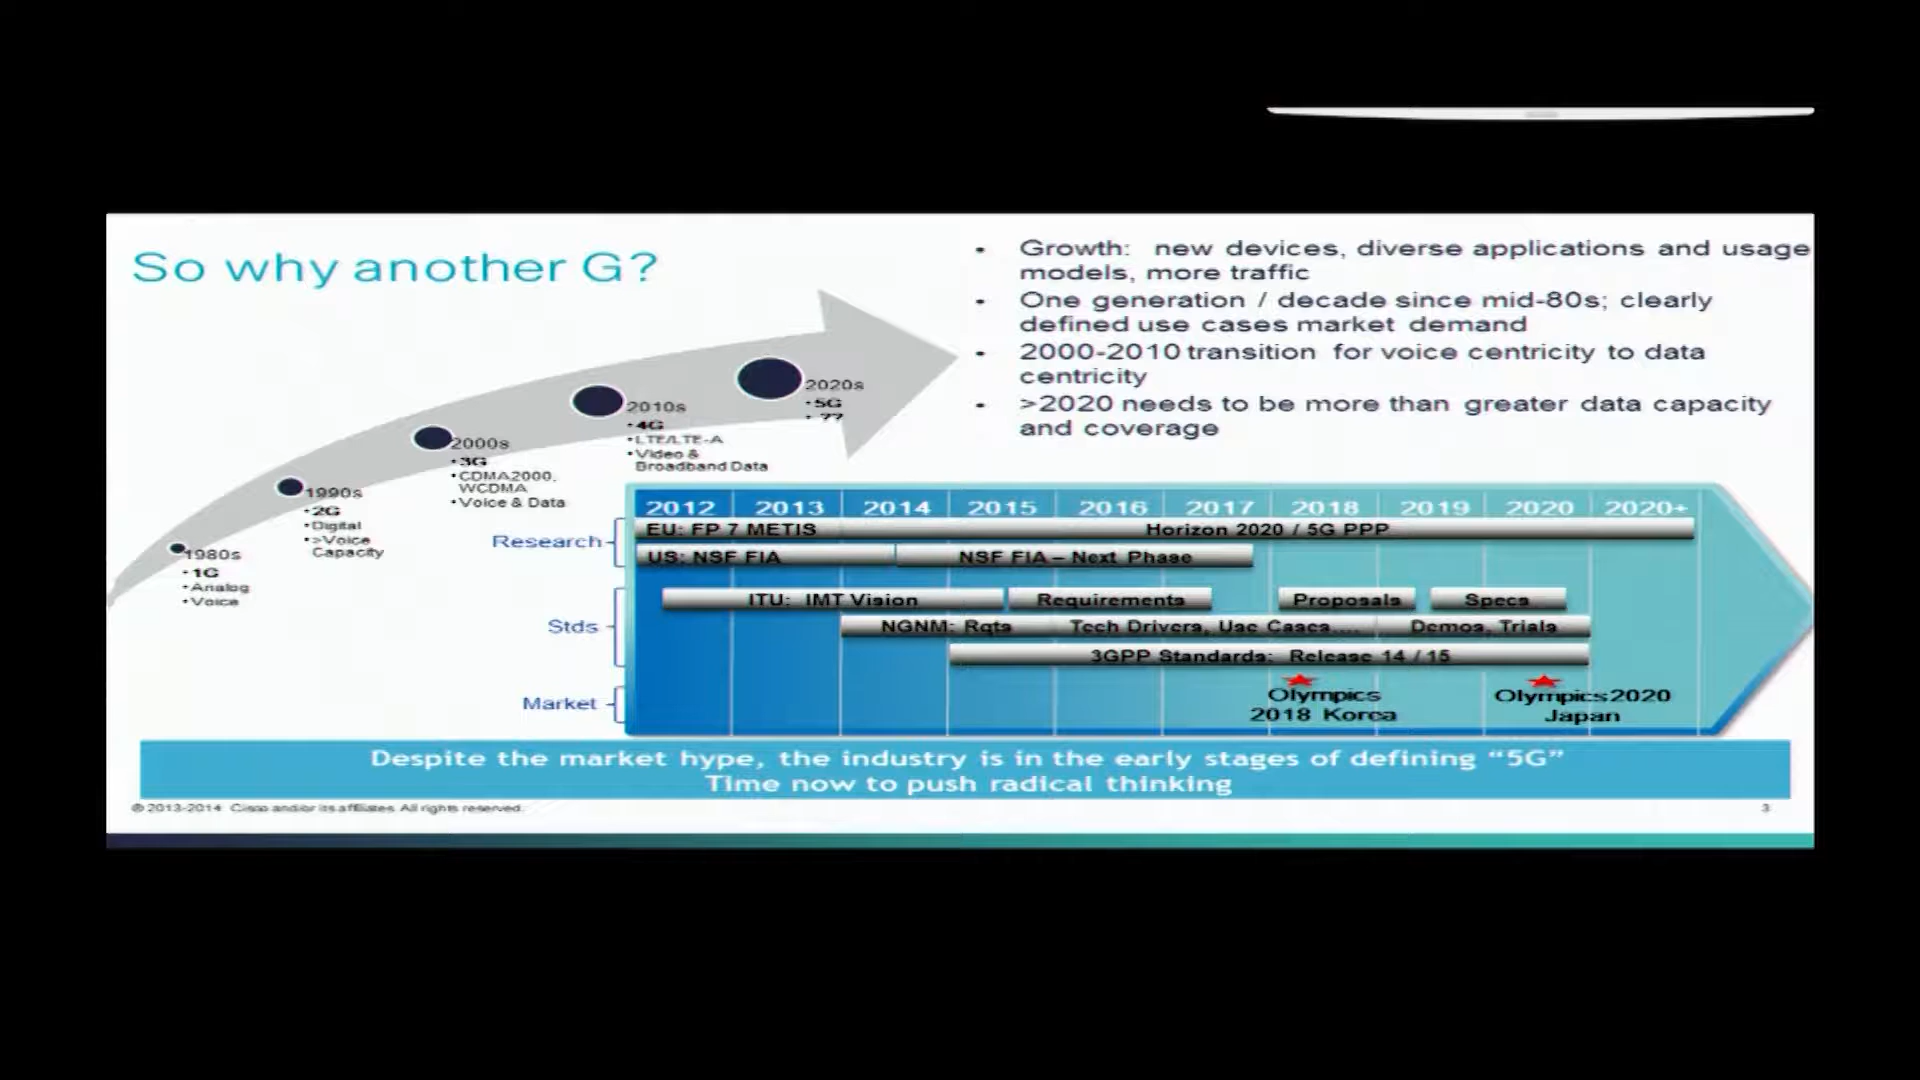 So why another G?
• Growth: new devices, diverse applications and usage
models, more traffic
• One generation / decade since mid-80s; clearly
defined use cases market demand
• 2000-2010 transition for voice centricity to data
centricity
• >2020 needs to be more than greater data capacity
and coverage
1980s
•1G
•Analog
•Voice
1990s
•2G
•Digital
•>Voice
Capacity
2000s
•3G
•CDMA2000,
WCDMA
•Voice & Data
2010s
•4G
•LTE/LTE-A
•Video &
Broadband Data
2020s
•5G
• ??
2012 2013 2014 2015 2016 2017 2018 2019 2020 2020+
Research
EU: FP 7 METIS Horizon 2020 / 5G PPP
US: NSF FIA NSF FIA – Next Phase
Stds
ITU: IMT Vision Requirements Proposals Specs
NGNM: Rqts Tech Drivers, Use Cases.... Demos, Trials
3GPP Standards: Release 14 / 15
Market
Olympics
2018 Korea
Olympics 2020
Japan
Despite the market hype, the industry is in the early stages of defining “5G”
Time now to push radical thinking
© 2013-2014 Cisco and/or its affiliates. All rights reserved.
3